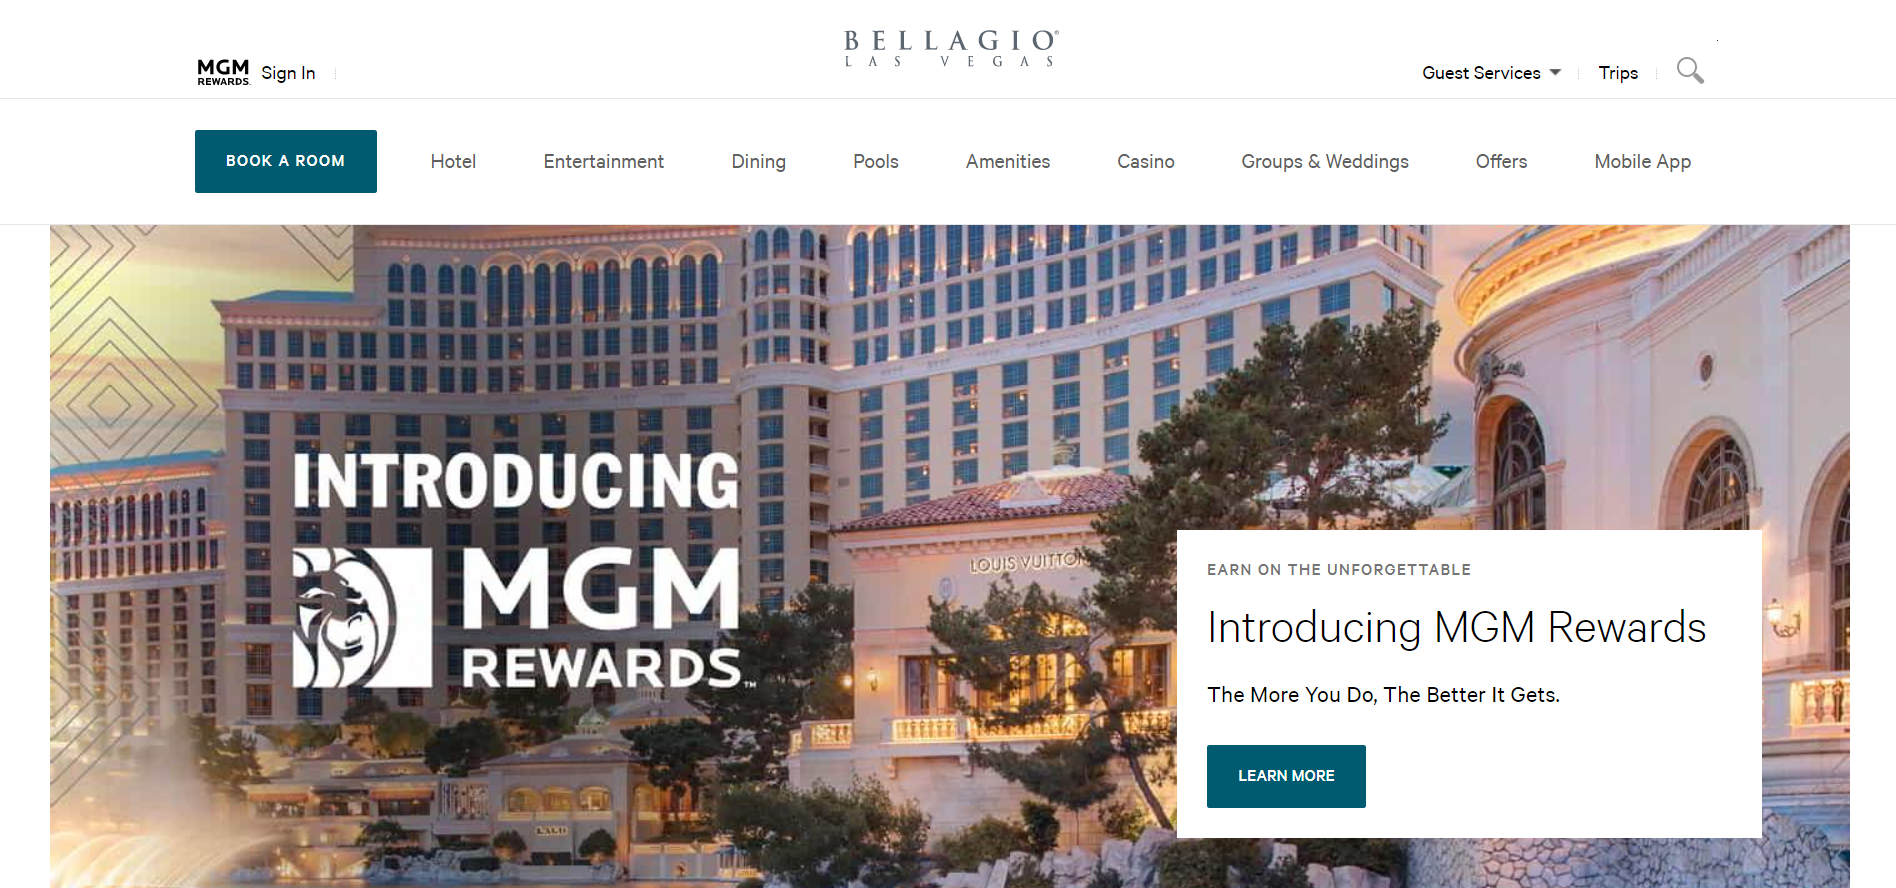 BELLAGIO®
LAS VEGAS
MGM
REWARDS.
Sign In
Guest Services
Trips
BOOK A ROOM
Hotel
Entertainment
Dining
Pools
Amenities
Casino
Groups & Weddings
Offers
Mobile App
INTRODUCING
MGM
REWARDS™
LOUIS VUITTON
LAGO
EARN ON THE UNFORGETTABLE
Introducing MGM Rewards
The More You Do, The Better It Gets.
LEARN MORE